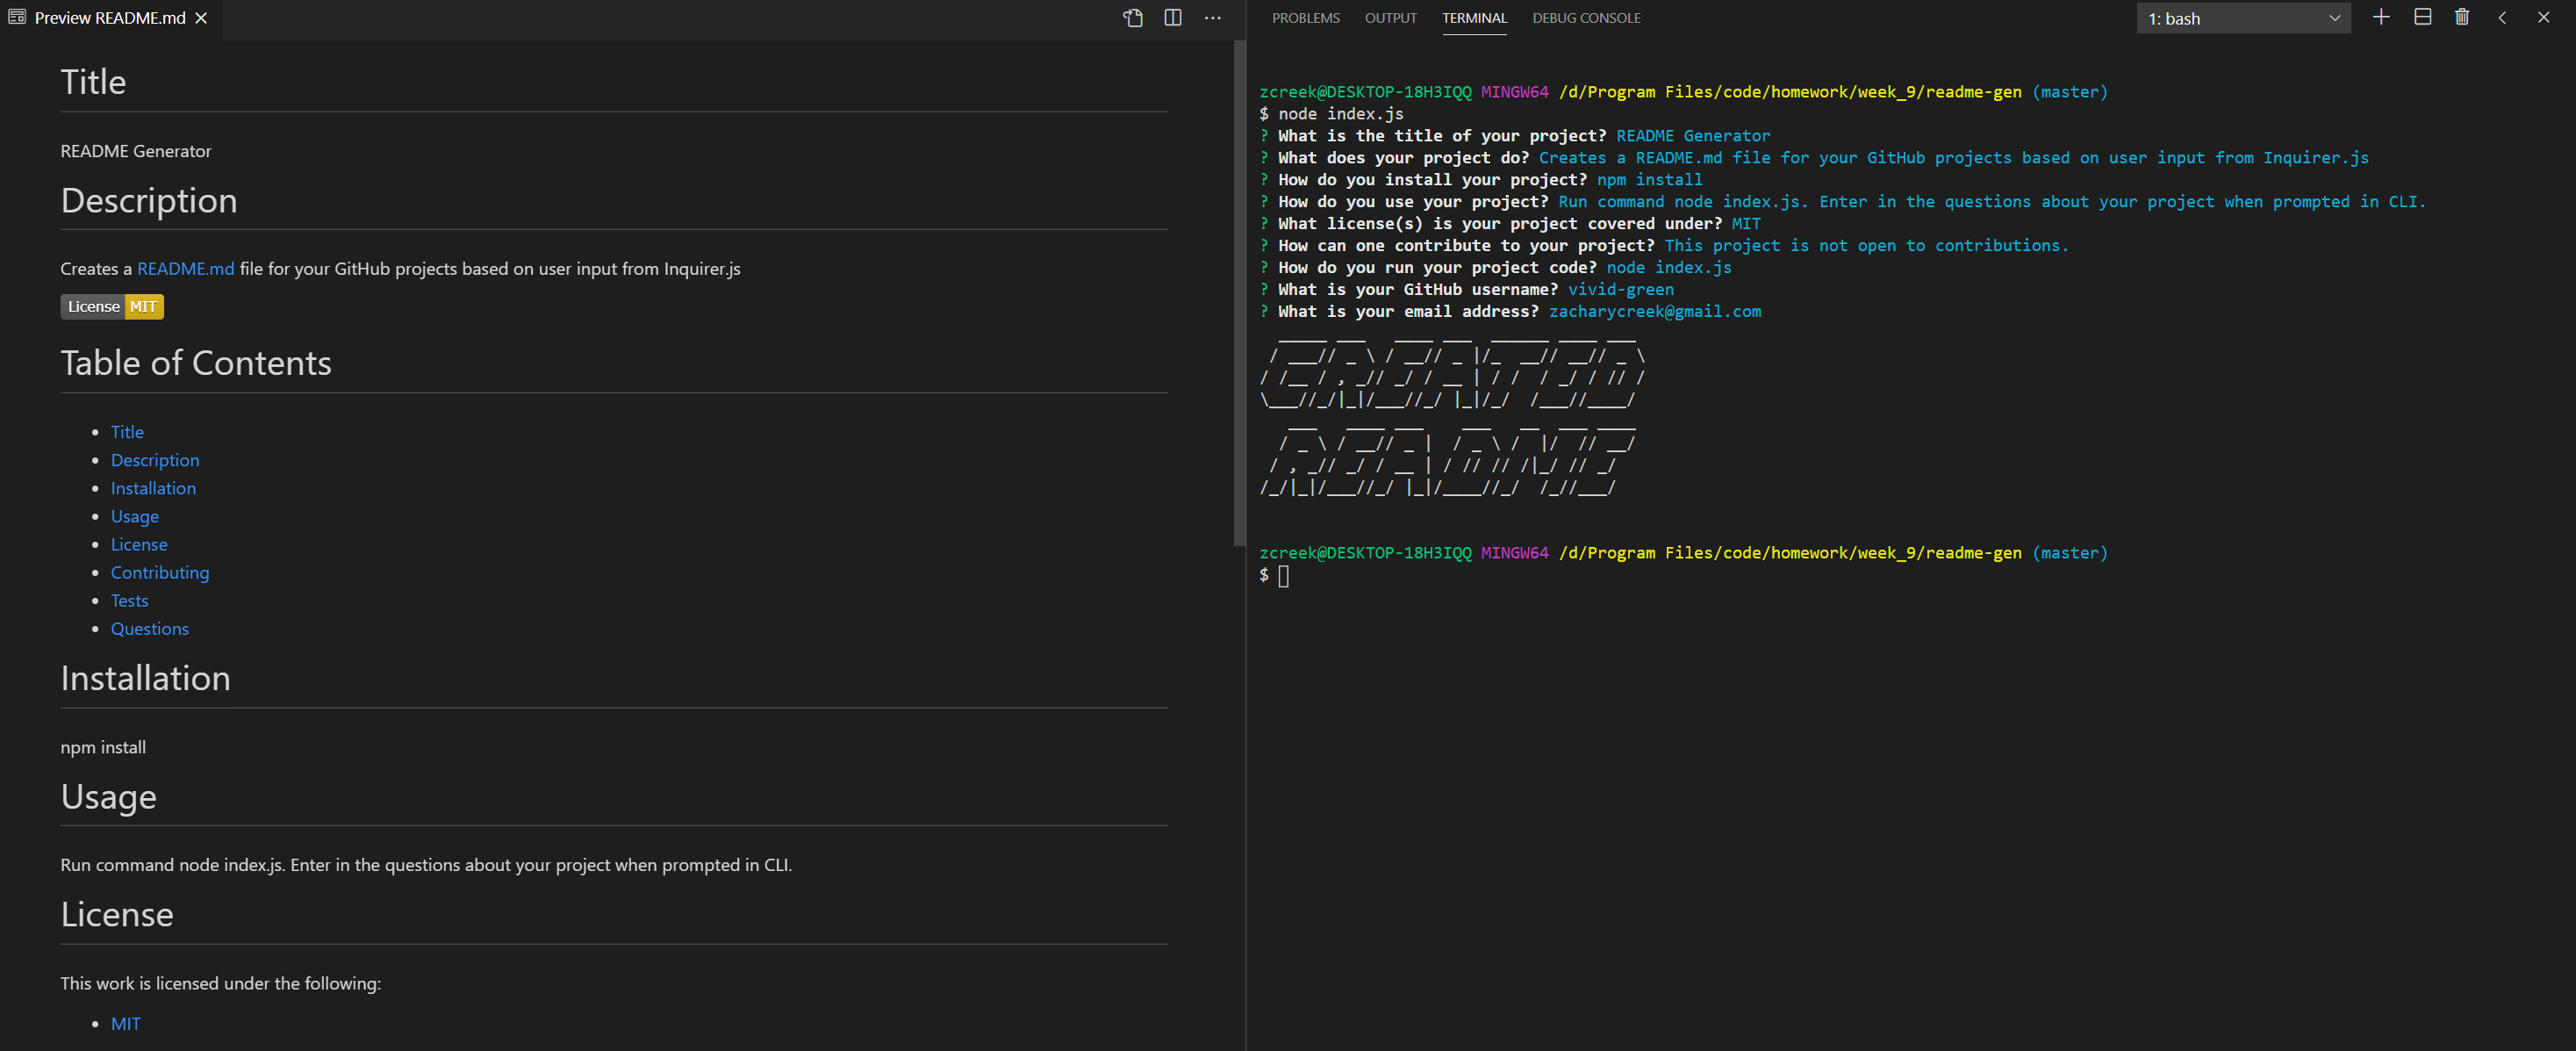 Preview README.md
Title
README Generator
Description
Creates a README.md file for your GitHub projects based on user input from Inquirer.js
License MIT
Table of Contents
Title
Description
Installation
Usage
License
Contributing
Tests
Questions
Installation
npm install
Usage
Run command node index.js. Enter in the questions about your project when prompted in CLI.
License
This work is licensed under the following:
MIT
PROBLEMS OUTPUT TERMINAL DEBUG CONSOLE 1: bash
zcreek@DESKTOP-18H3IQQ MINGW64 /d/Program Files/code/homework/week_9/readme-gen (master)
$ node index.js
? What is the title of your project? README Generator
? What does your project do? Creates a README.md file for your GitHub projects based on user input from Inquirer.js
? How do you install your project? npm install
? How do you use your project? Run command node index.js. Enter in the questions about your project when prompted in CLI.
? What license(s) is your project covered under? MIT
? How can one contribute to your project? This project is not open to contributions.
? How do you run your project code? node index.js
? What is your GitHub username? vivid-green
? What is your email address? zacharycreek@gmail.com
CREATED
README
zcreek@DESKTOP-18H3IQQ MINGW64 /d/Program Files/code/homework/week_9/readme-gen (master)
$